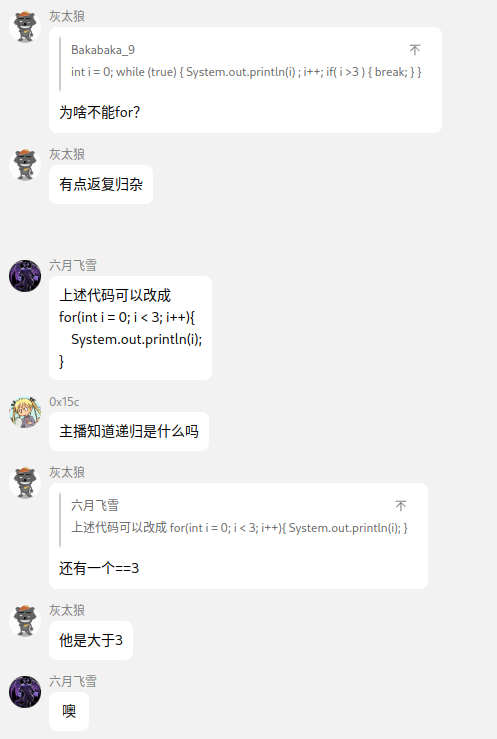 灰太狼
Bakabaka_9
int i = 0; while (true) { System.out.println(i) ; i++; if( i >3 ) { break; } }
为啥不能for?
灰太狼
有点返复归杂
六月飞雪
上述代码可以改成
for(int i = 0; i < 3; i++){
System.out.println(i);
}
0x15c
主播知道递归是什么吗
灰太狼
六月飞雪
上述代码可以改成 for(int i = 0; i < 3; i++){ System.out.println(i); }
还有一个==3
灰太狼
他是大于3
六月飞雪
噢